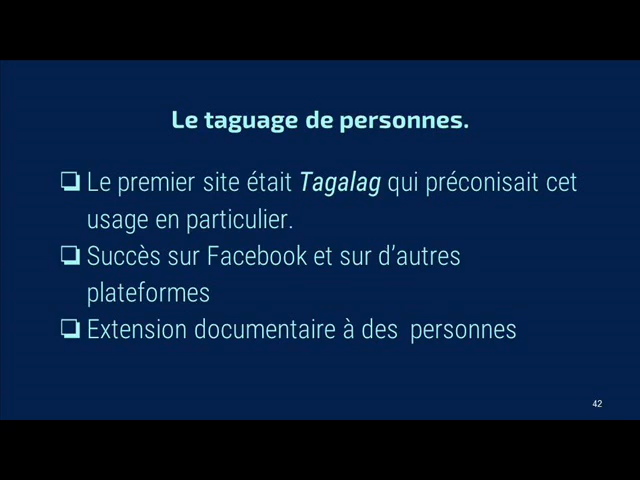 Le taguage de personnes.
❏ Le premier site était Tagalag qui préconisait cet
usage en particulier.
❏ Succès sur Facebook et sur d’autres
plateformes
❏ Extension documentaire à des personnes
42